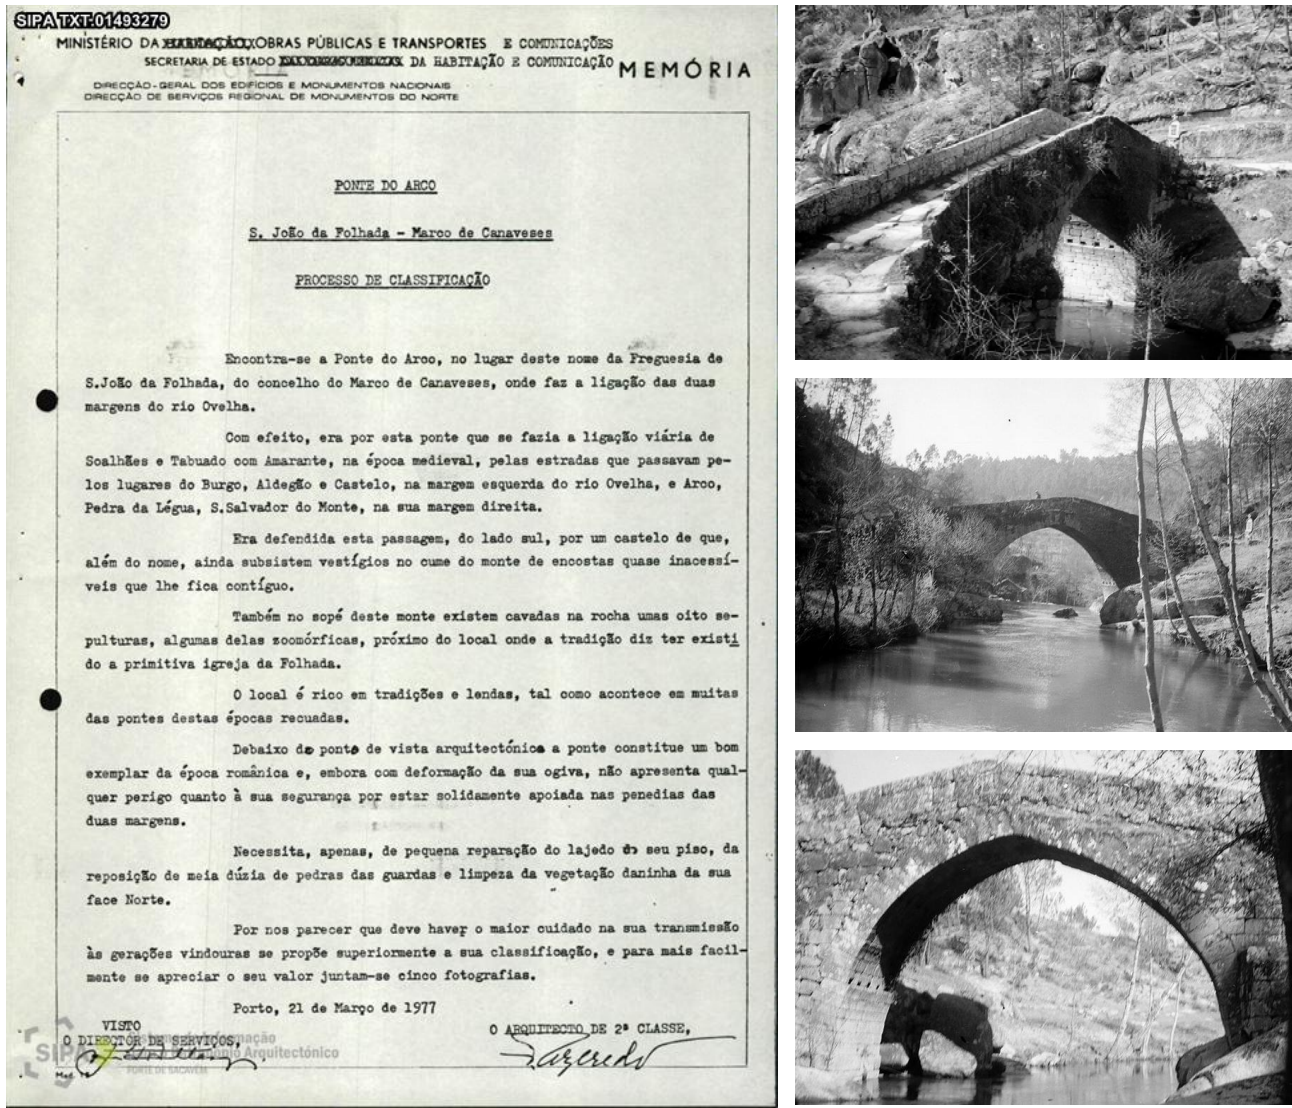 SIPA TXT.01493279
MINISTÉRIO DA OBRAS PÚBLICAS E TRANSPORTES E COMUNICAÇÕES
SECRETARIA DE ESTADO DA HABITAÇÃO E COMUNICAÇÃO
MEMÓRIA
DIRECÇÃO-GERAL DOS EDIFÍCIOS E MONUMENTOS NACIONAIS
DIRECÇÃO DE SERVIÇOS REGIONAL DE MONUMENTOS DO NORTE
PONTE DO ARCO
S. João da Folhada - Marco de Canaveses
PROCESSO DE CLASSIFICAÇÃO
Encontra-se a Ponte do Arco, no lugar deste nome da Freguesia de
S.João da Folhada, do concelho do Marco de Canaveses, onde faz a ligação das duas
margens do rio Ovelha.
Com efeito, era por esta ponte que se fazia a ligação viária de
Soalhães e Tabuado com Amarante, na época medieval, pelas estradas que passavam pe-
los lugares do Burgo, Aldegão e Castelo, na margem esquerda do rio Ovelha, e Arco,
Pedra da Légua, S.Salvador do Monte, na sua margem direita.
Era defendida esta passagem, do lado sul, por um castelo de que,
além do nome, ainda subsistem vestígios no cume do monte de encostas quase inacessí-
veis que lhe fica contíguo.
Também no sopé deste monte existem cavadas na rocha umas oito se-
pulturas, algumas delas zoomórficas, próximo do local onde a tradição diz ter existi
do a primitiva igreja da Folhada.
O local é rico em tradições e lendas, tal como acontece em muitas
das pontes destas épocas recuadas.
Debaixo do ponto de vista arquitectónico a ponte constitue um bom
exemplar da época românica e, embora com deformação da sua ogiva, não apresenta qual-
quer perigo quanto à sua segurança por estar solidamente apoiada nas penedias das
duas margens.
Necessita, apenas, de pequena reparação do lajedo do seu piso, da
reposição de meia dúzia de pedras das guardas e limpeza da vegetação daninha da sua
face Norte.
Por nos parecer que deve haver o maior cuidado na sua transmissão
às gerações vindouras se propõe superiormente a sua classificação, e para mais facil-
mente se apreciar o seu valor juntam-se cinco fotografias.
Porto, 21 de Março de 1977
VISTO
O DIRECTOR DE SERVIÇOS,
O ARQUITECTO DE 2ª CLASSE,
Azeredo
SIPA
Sistema de Informação
Património Arquitectónico
FORTE DE SACAVÉM
Mod.